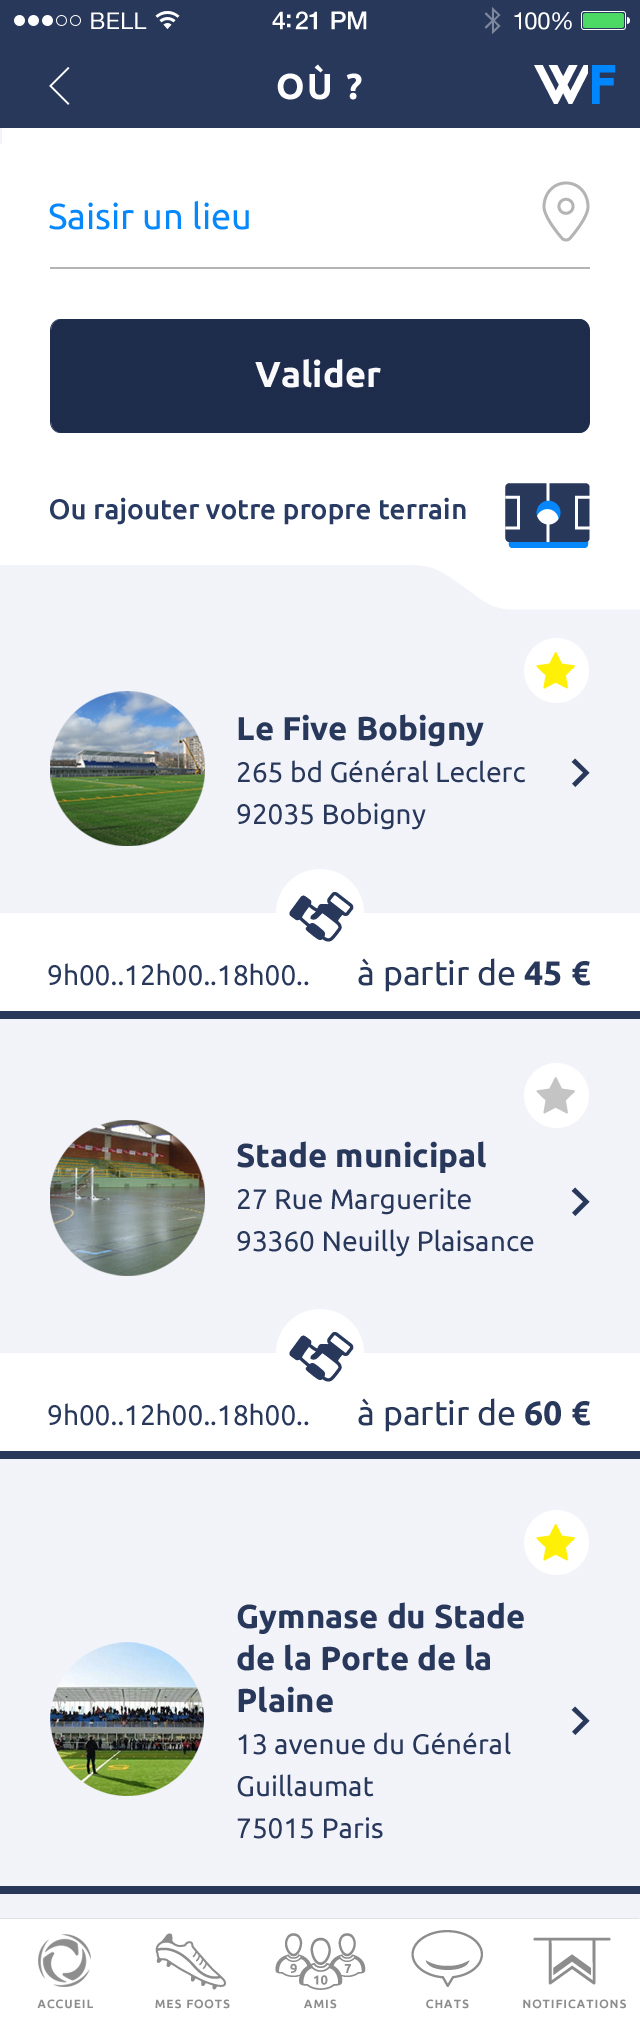 BELL 4:21 PM 100%
OÙ ? WF
Saisir un lieu
Valider
Ou rajouter votre propre terrain
Le Five Bobigny
265 bd Général Leclerc
92035 Bobigny
9h00..12h00..18h00.. à partir de 45 €
Stade municipal
27 Rue Marguerite
93360 Neuilly Plaisance
9h00..12h00..18h00.. à partir de 60 €
Gymnase du Stade
de la Porte de la
Plaine
13 avenue du Général
Guillaumat
75015 Paris
9 10 7
ACCUEIL MES FOOTS AMIS CHATS NOTIFICATIONS